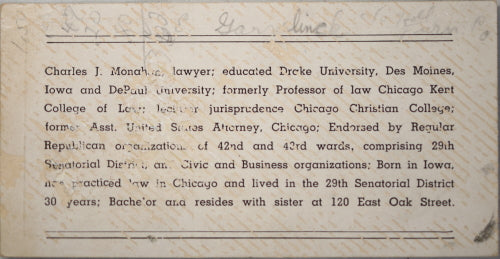 Charles J. Monahan, lawyer; educated Drake University, Des Moines,
Iowa and DePaul University; formerly Professor of law Chicago Kent
College of Law; lecturer jurisprudence Chicago Christian College;
former Asst. United States Attorney, Chicago; Endorsed by Regular
Republican organizations of 42nd and 43rd wards, comprising 29th
Senatorial District, and Civic and Business organizations; Born in Iowa,
has practiced law in Chicago and lived in the 29th Senatorial District
30 years; Bachelor and resides with sister at 120 East Oak Street.